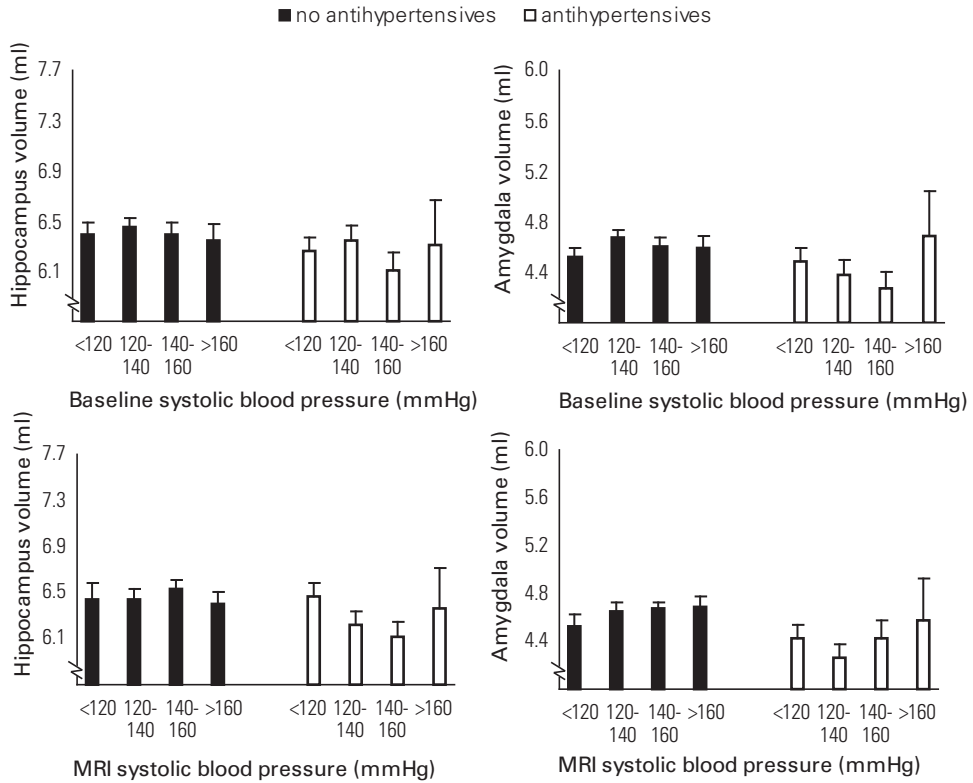 no antihypertensives antihypertensives
Hippocampus volume (ml)
7.7
7.3
6.9
6.5
6.1
<120 120- 140- >160 <120 120- 140- >160
140 160 140 160
Baseline systolic blood pressure (mmHg)
Amygdala volume (ml)
6.0
5.6
5.2
4.8
4.4
<120 120- 140- >160 <120 120- 140- >160
140 160 140 160
Baseline systolic blood pressure (mmHg)
Hippocampus volume (ml)
7.7
7.3
6.9
6.5
6.1
<120 120- 140- >160 <120 120- 140- >160
140 160 140 160
MRI systolic blood pressure (mmHg)
Amygdala volume (ml)
6.0
5.6
5.2
4.8
4.4
<120 120- 140- >160 <120 120- 140- >160
140 160 140 160
MRI systolic blood pressure (mmHg)